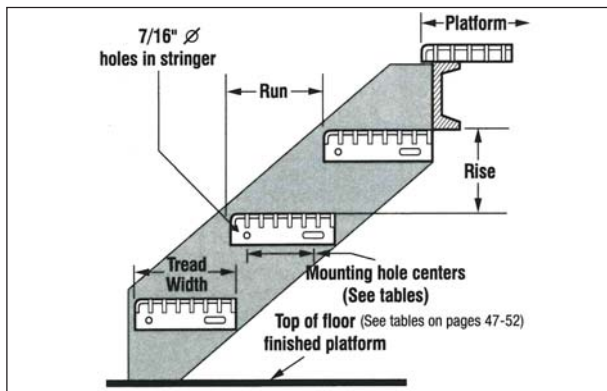 Platform
7/16" Ø
holes in stringer
Run
Rise
Tread
Width
Mounting hole centers
(See tables)
Top of floor (See tables on pages 47-52)
finished platform